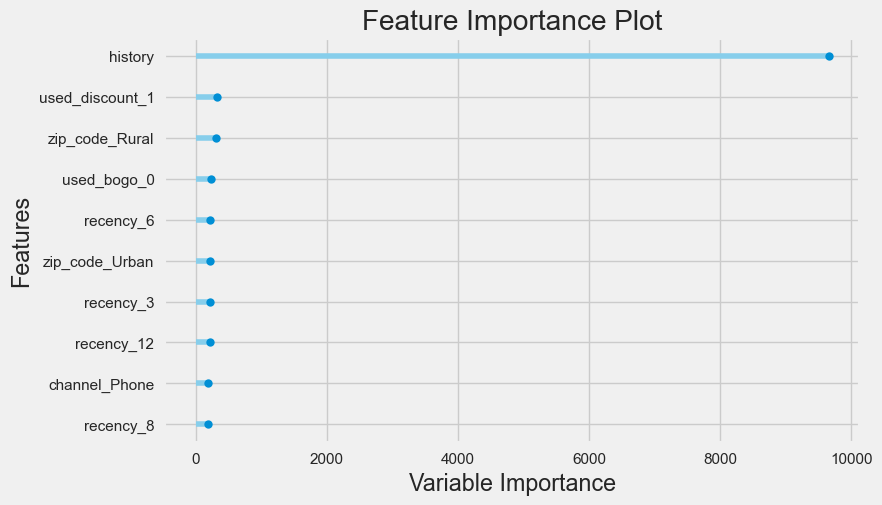 Feature Importance Plot
history
used_discount_1
zip_code_Rural
used_bogo_0
recency_6
zip_code_Urban
recency_3
recency_12
channel_Phone
recency_8
Features
0 2000 4000 6000 8000 10000
Variable Importance